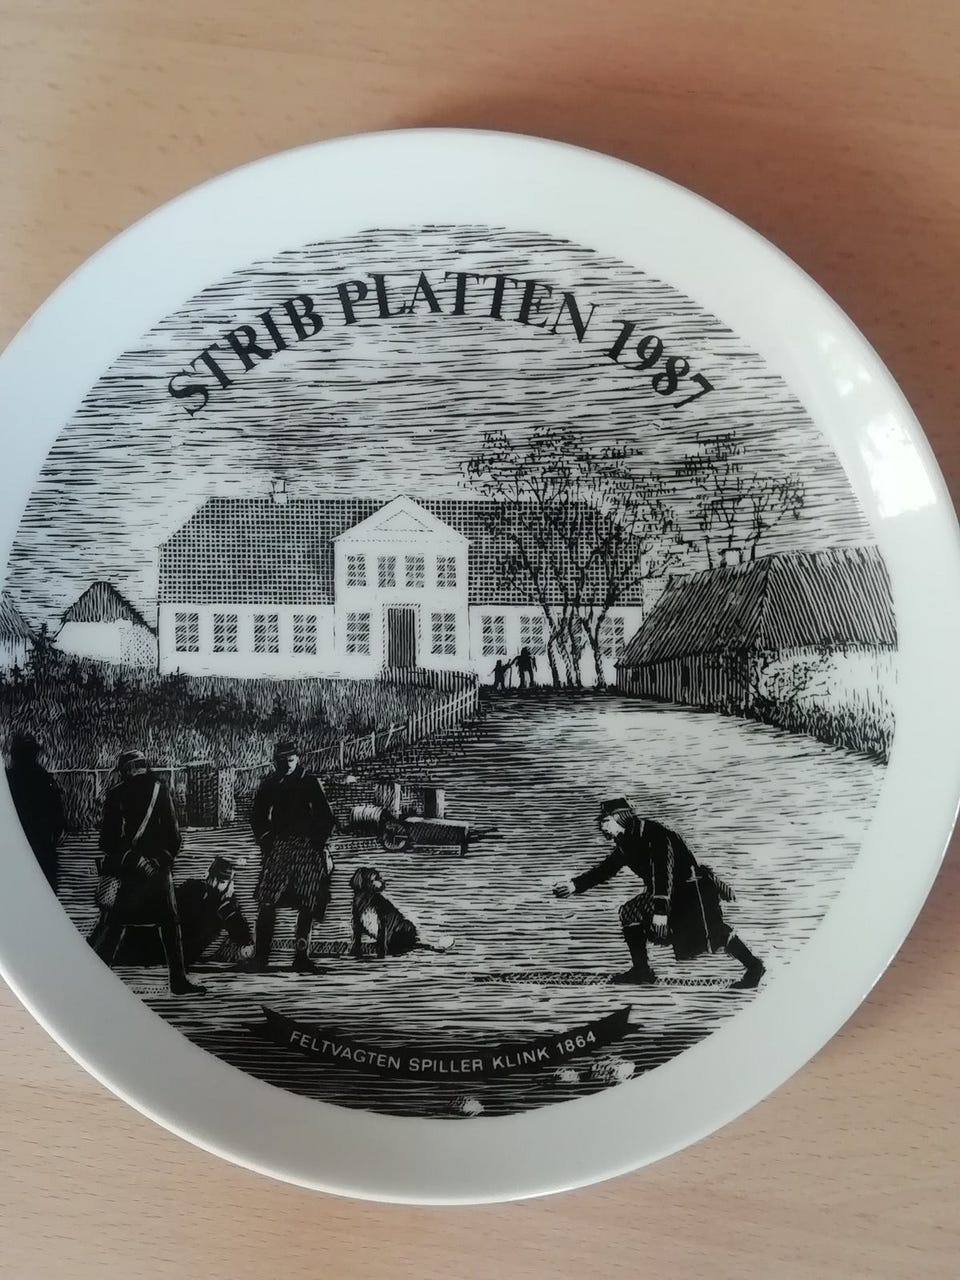 STRIB PLATTEN 1987
FELTVAGTEN SPILLER KLINK 1864